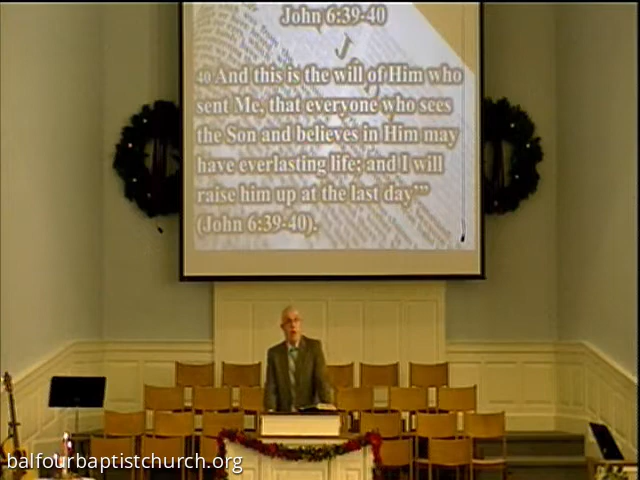 John 6:39-40
40 And this is the will of Him who
sent Me, that everyone who sees
the Son and believes in Him may
have everlasting life; and I will
raise him up at the last day’”
(John 6:39-40).
balfourbaptistchurch.org